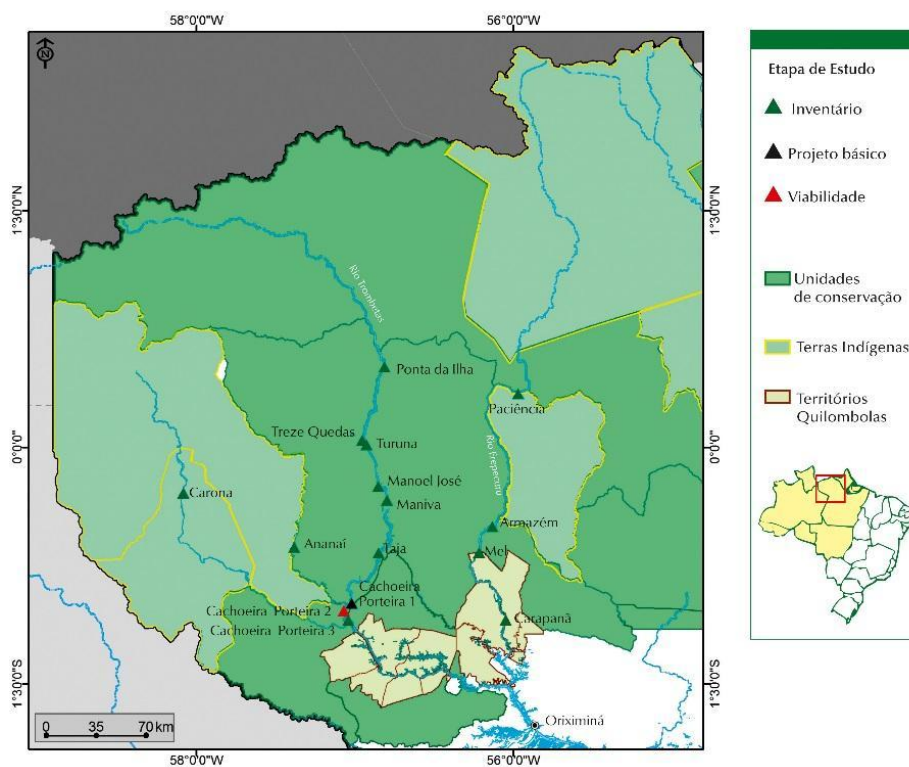 58°0'0"W
56°0'0"W
N
1°30'0"N
1°30'0"N
Rio Trombetas
Ponta da Ilha
Paciência
Treze Quedas
Turuna
Rio Erepecuru
0°0'0"
0°0'0"
Manoel José
Carona
Maniva
Armazém
Ananaí
Taja
Mel
Cachoeira
Porteira 1
Cachoeira Porteira 2
Cachoeira Porteira 3
Carapanã
1°30'0"S
1°30'0"S
Oriximiná
0 35 70 km
58°0'0"W
56°0'0"W
Etapa de Estudo
Inventário
Projeto básico
Viabilidade
Unidades
de conservação
Terras Indígenas
Territórios
Quilombolas